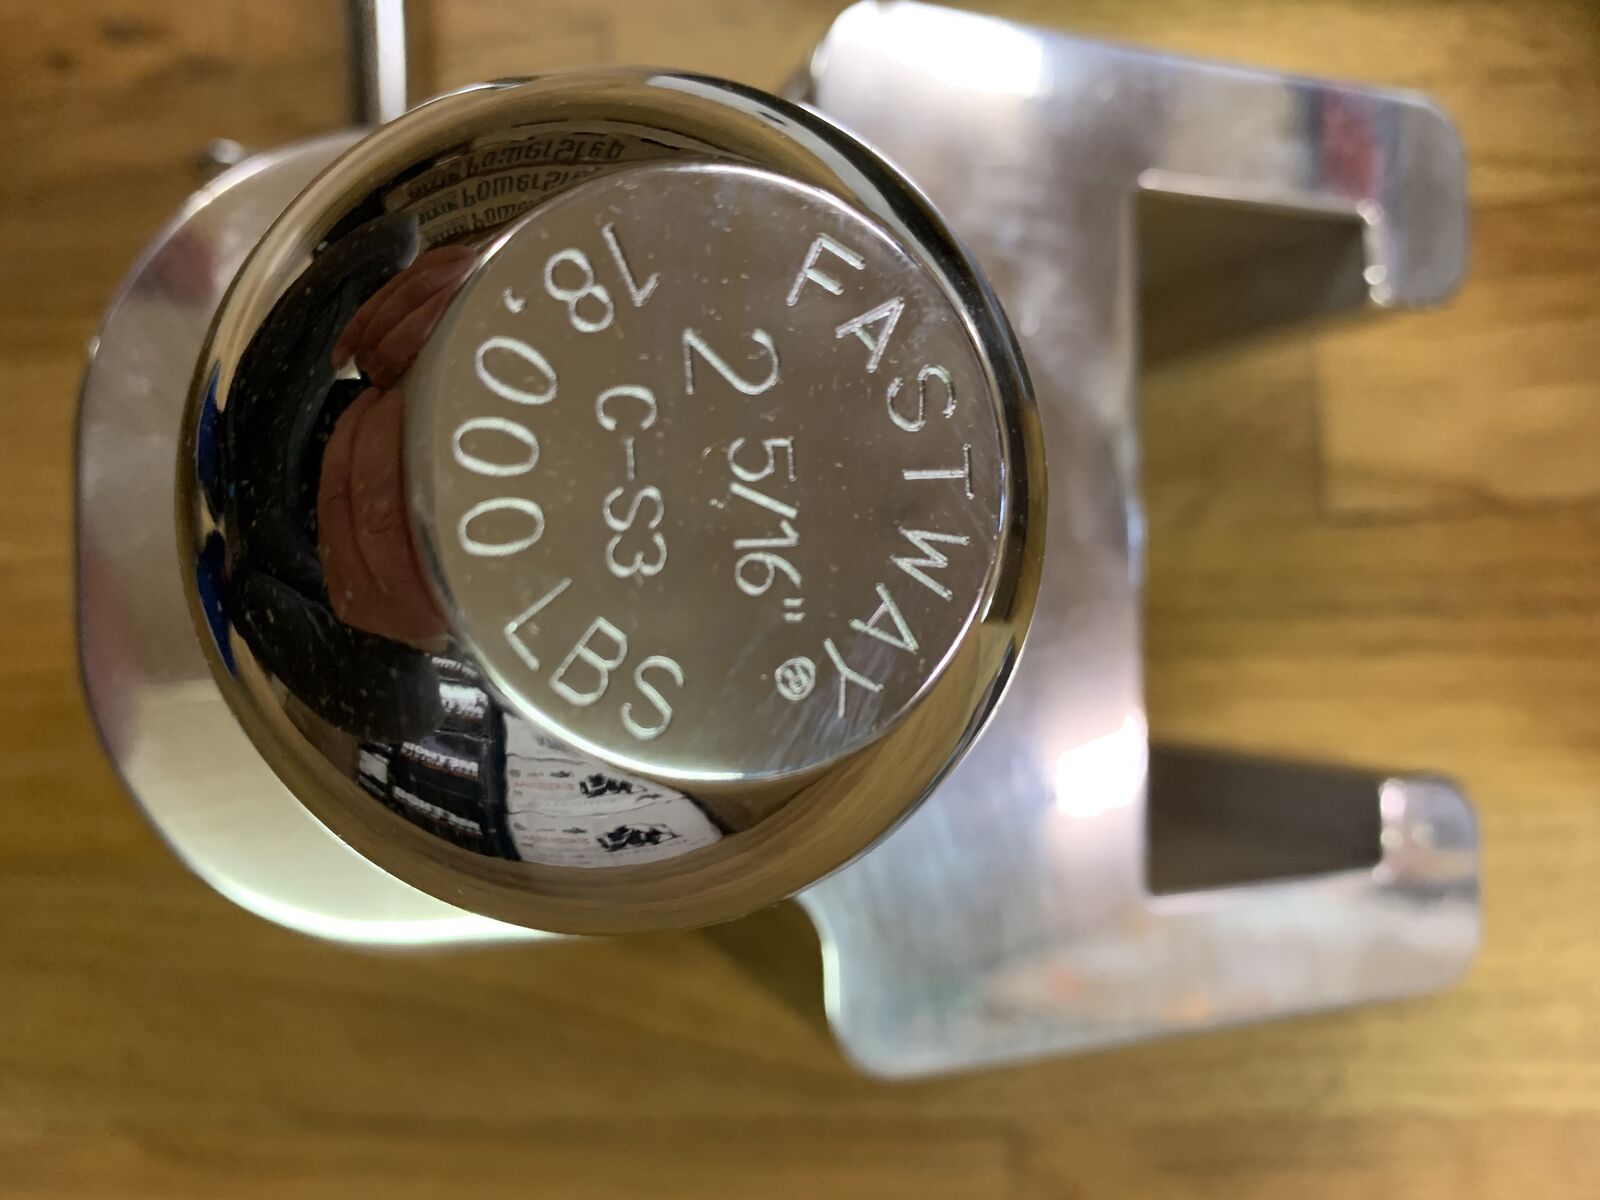 FASTWAY®
2 5/16"
C-S3
18,000 LBS